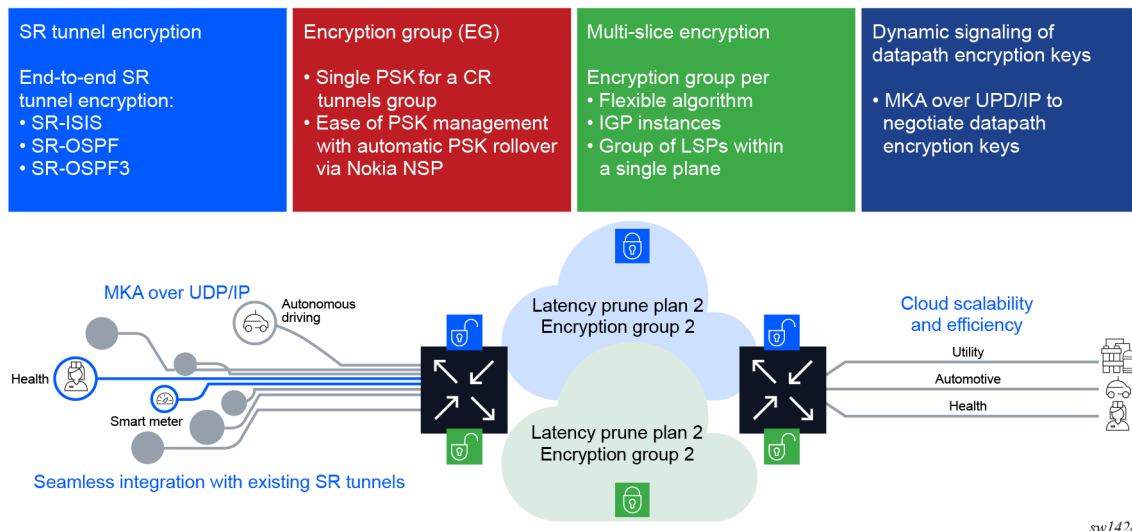 SR tunnel encryption
End-to-end SR
tunnel encryption:
• SR-ISIS
• SR-OSPF
• SR-OSPF3
Encryption group (EG)
• Single PSK for a CR
tunnels group
• Ease of PSK management
with automatic PSK rollover
via Nokia NSP
Multi-slice encryption
Encryption group per
• Flexible algorithm
• IGP instances
• Group of LSPs within
a single plane
Dynamic signaling of
datapath encryption keys
• MKA over UPD/IP to
negotiate datapath
encryption keys
MKA over UDP/IP
Autonomous
driving
Health
Smart meter
Seamless integration with existing SR tunnels
Latency prune plan 2
Encryption group 2
Latency prune plan 2
Encryption group 2
Cloud scalability
and efficiency
Utility
Automotive
Health